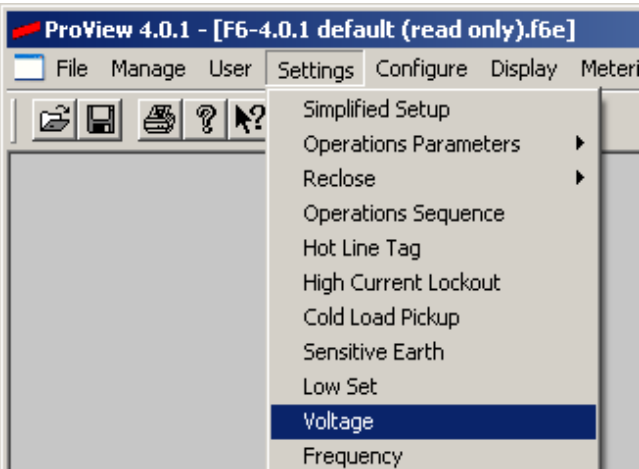 ProView 4.0.1 - [F6-4.0.1 default (read only).f6e]
File Manage User Settings Configure Display Meteri
Simplified Setup
Operations Parameters
Reclose
Operations Sequence
Hot Line Tag
High Current Lockout
Cold Load Pickup
Sensitive Earth
Low Set
Voltage
Frequency